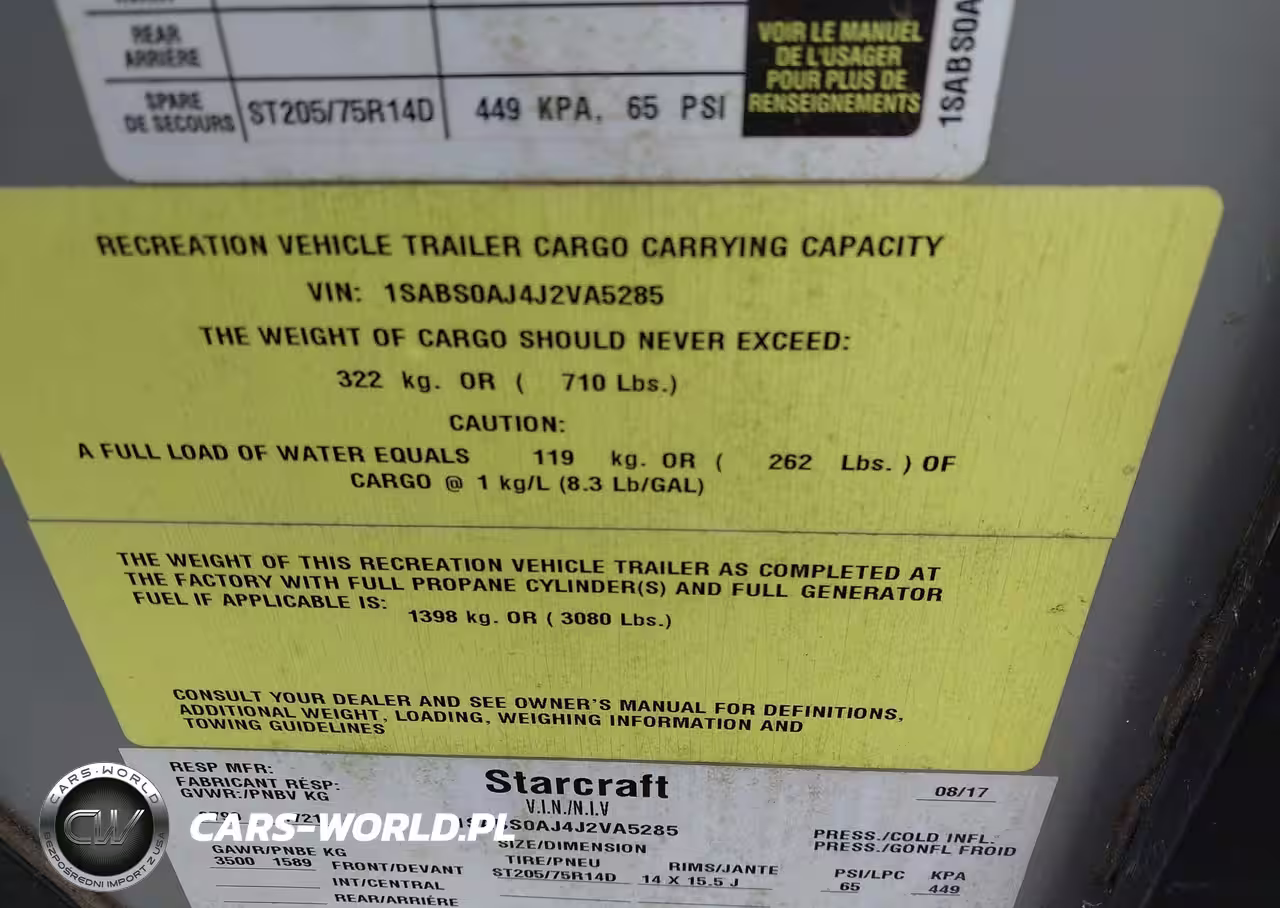 REAR
ARRIÈRE
SPARE
DE SECOURS
ST205/75R14D
449 KPA, 65 PSI
VOIR LE MANUEL
DE L'USAGER
POUR PLUS DE
RENSEIGNEMENTS
1SABS0A
RECREATION VEHICLE TRAILER CARGO CARRYING CAPACITY
VIN: 1SABS0AJ4J2VA5285
THE WEIGHT OF CARGO SHOULD NEVER EXCEED:
322 kg. OR ( 710 Lbs.)
CAUTION:
A FULL LOAD OF WATER EQUALS 119 kg. OR ( 262 Lbs. ) OF
CARGO @ 1 kg/L (8.3 Lb/GAL)
THE WEIGHT OF THIS RECREATION VEHICLE TRAILER AS COMPLETED AT
THE FACTORY WITH FULL PROPANE CYLINDER(S) AND FULL GENERATOR
FUEL IF APPLICABLE IS:
1398 kg. OR ( 3080 Lbs.)
CONSULT YOUR DEALER AND SEE OWNER'S MANUAL FOR DEFINITIONS,
ADDITIONAL WEIGHT, LOADING, WEIGHING INFORMATION AND
TOWING GUIDELINES
RESP MFR:
FABRICANT RÉSP:
GVWR:/PNBV KG
Starcraft
08/17
V.I.N./N.I.V
S0AJ4J2VA5285
GAWR/PNBE KG
3500 1589 FRONT/DEVANT
INT/CENTRAL
REAR/ARRIÈRE
SIZE/DIMENSION
TIRE/PNEU
ST205/75R14D
RIMS/JANTE
14 X 15.5 J
PRESS./COLD INFL.
PRESS./GONFL FROID
PSI/LPC KPA
65 449
CARS-WORLD
CW
BEZPOŚREDNI IMPORT Z USA
CARS-WORLD.PL